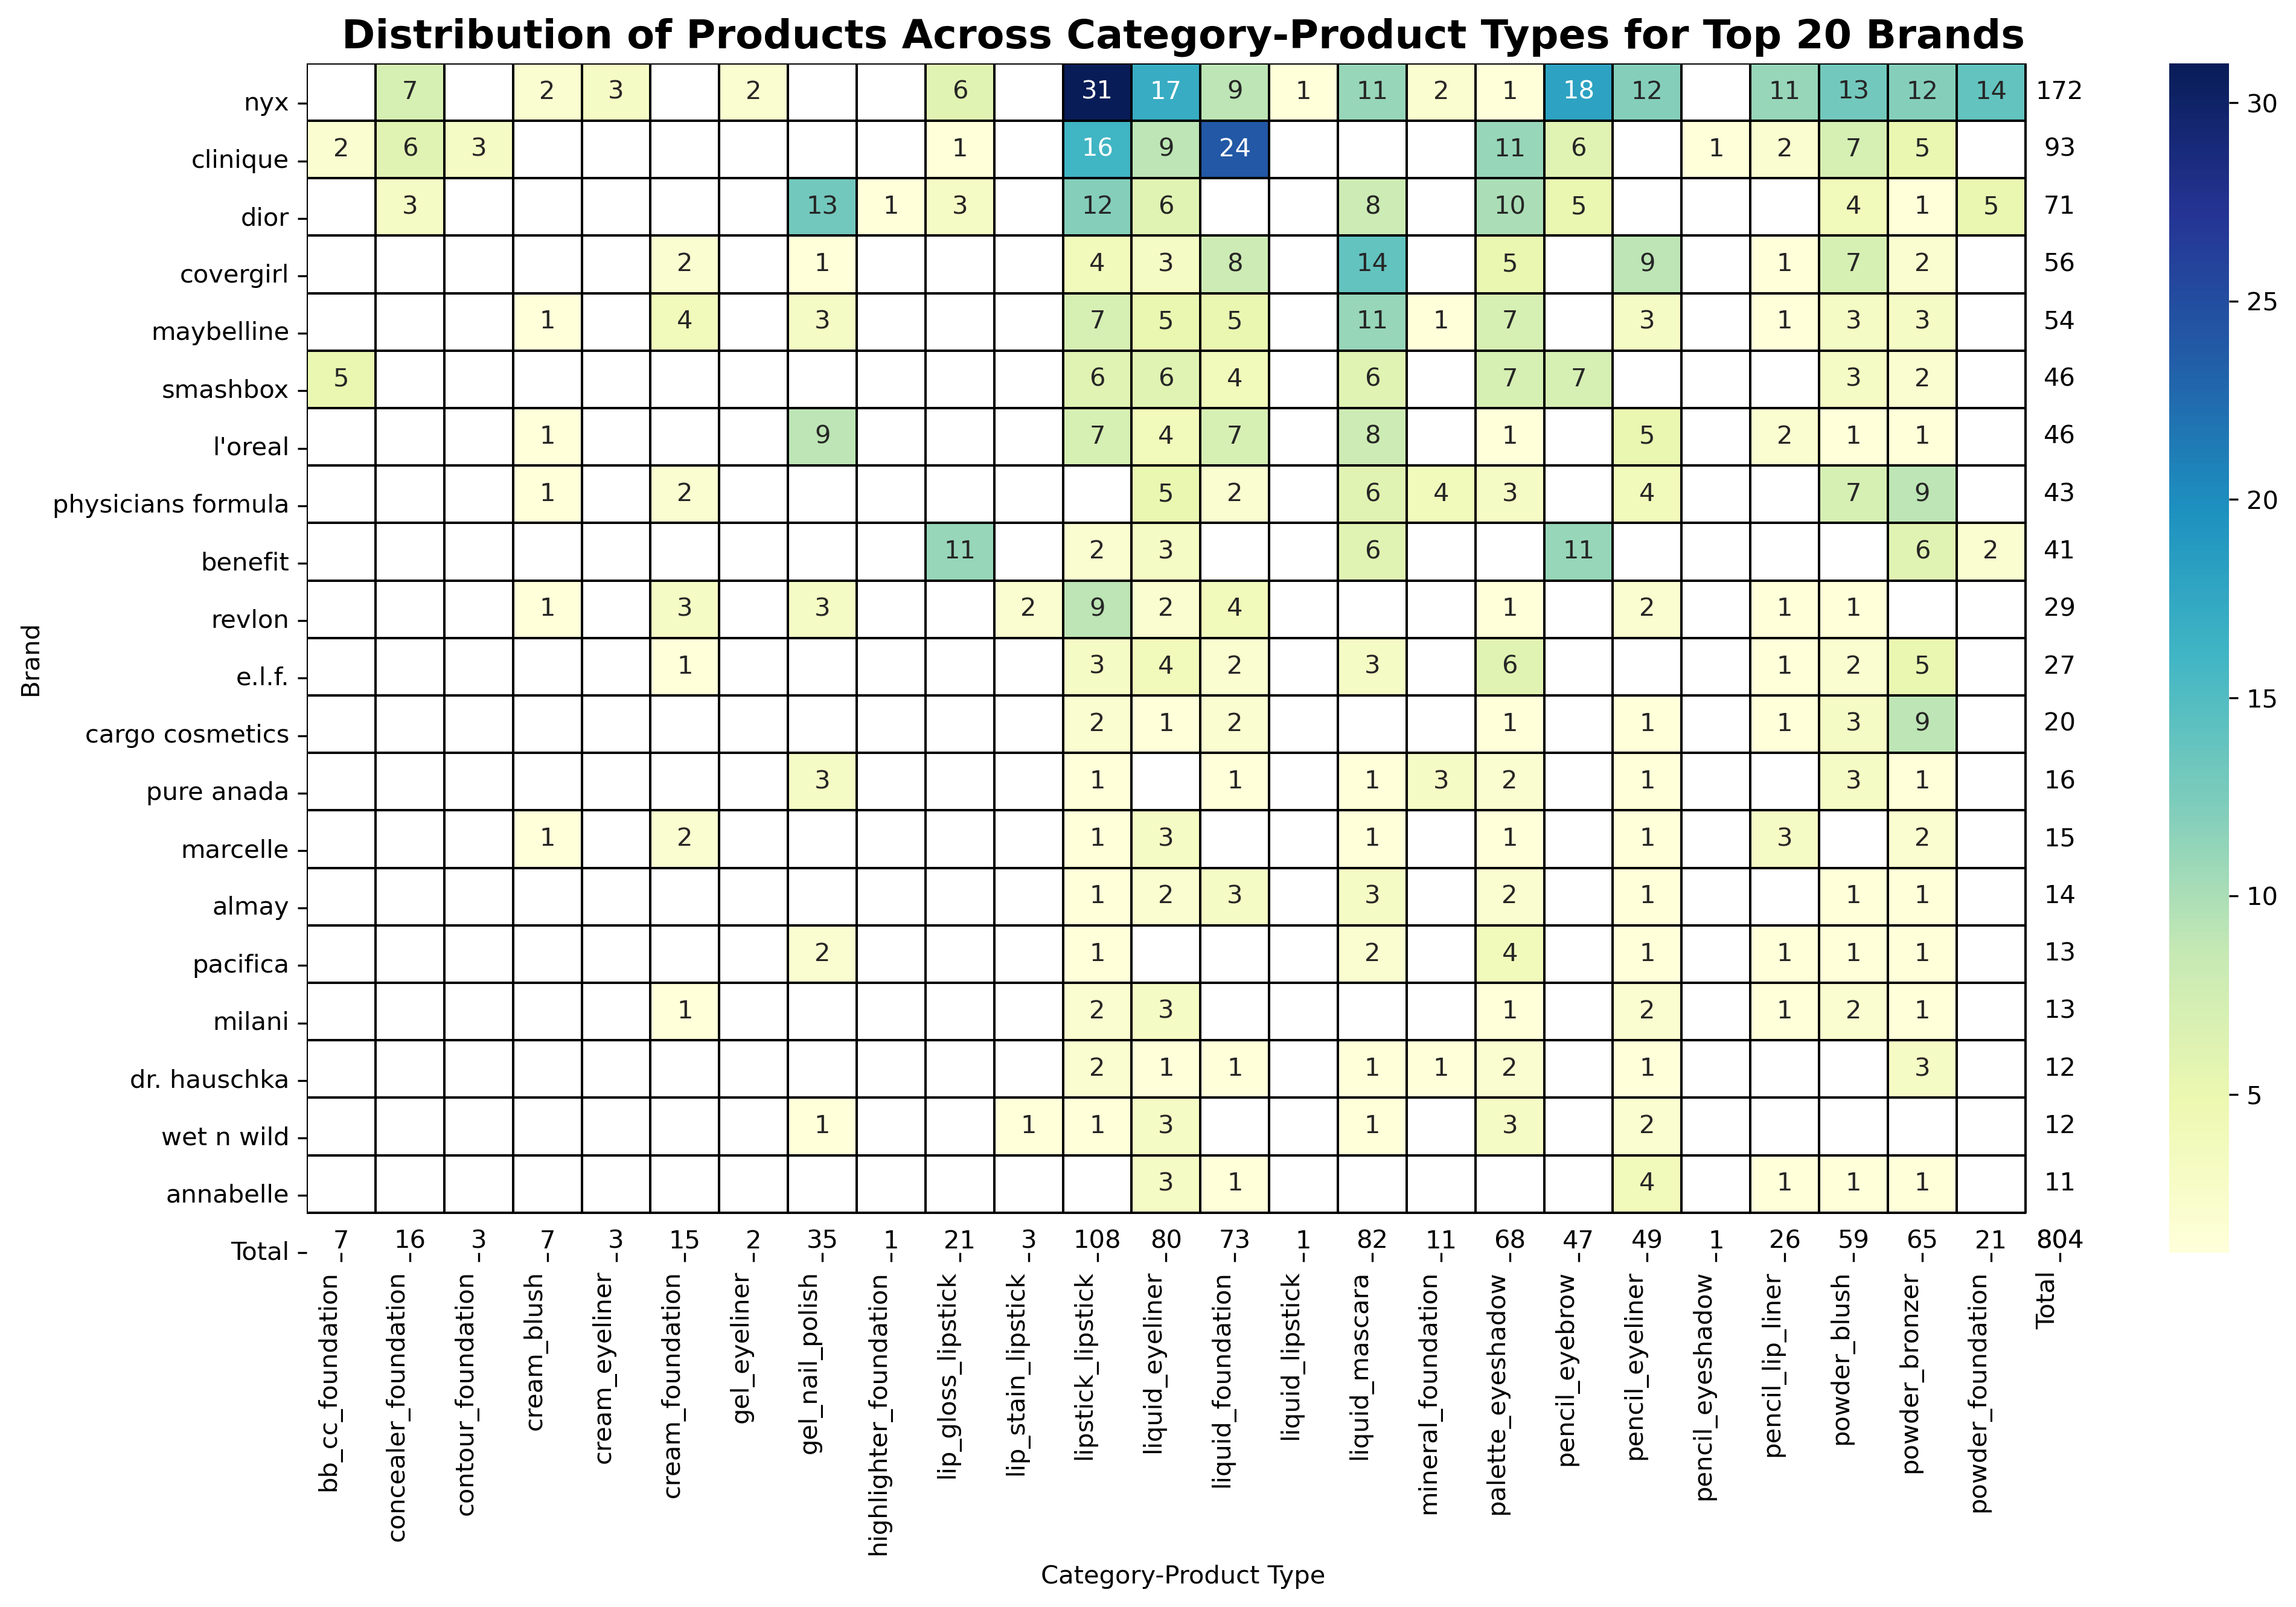 Distribution of Products Across Category-Product Types for Top 20 Brands
nyx 7 2 3 2 6 31 17 9 1 11 2 1 18 12 11 13 12 14 172
clinique 2 6 3 1 16 9 24 11 6 1 2 7 5 93
dior 3 13 1 3 12 6 8 10 5 4 1 5 71
covergirl 2 1 4 3 8 14 5 9 1 7 2 56
maybelline 1 4 3 7 5 5 11 1 7 3 1 3 3 54
smashbox 5 6 6 4 6 7 7 3 2 46
l'oreal 1 9 7 4 7 8 1 5 2 1 1 46
physicians formula 1 2 5 2 6 4 3 4 7 9 43
benefit 11 2 3 6 11 6 2 41
revlon 1 3 3 2 9 2 4 1 2 1 1 29
e.l.f. 1 3 4 2 3 6 1 2 5 27
cargo cosmetics 2 1 2 1 1 1 3 9 20
pure anada 3 1 1 1 3 2 1 3 1 16
marcelle 1 2 1 3 1 1 1 3 2 15
almay 1 2 3 3 2 1 1 1 14
pacifica 2 1 2 4 1 1 1 1 13
milani 1 2 3 1 2 1 2 1 13
dr. hauschka 2 1 1 1 1 2 1 3 12
wet n wild 1 1 1 3 1 3 2 12
annabelle 3 1 4 1 1 1 11
Total 7 16 3 7 3 15 2 35 1 21 3 108 80 73 1 82 11 68 47 49 1 26 59 65 21 804
bb_cc_foundation
concealer_foundation
contour_foundation
cream_blush
cream_eyeliner
cream_foundation
gel_eyeliner
gel_nail_polish
highlighter_foundation
lip_gloss_lipstick
lip_stain_lipstick
lipstick_lipstick
liquid_eyeliner
liquid_foundation
liquid_lipstick
liquid_mascara
mineral_foundation
palette_eyeshadow
pencil_eyebrow
pencil_eyeliner
pencil_eyeshadow
pencil_lip_liner
powder_blush
powder_bronzer
powder_foundation
Total
Category-Product Type
Brand
30
25
20
15
10
5